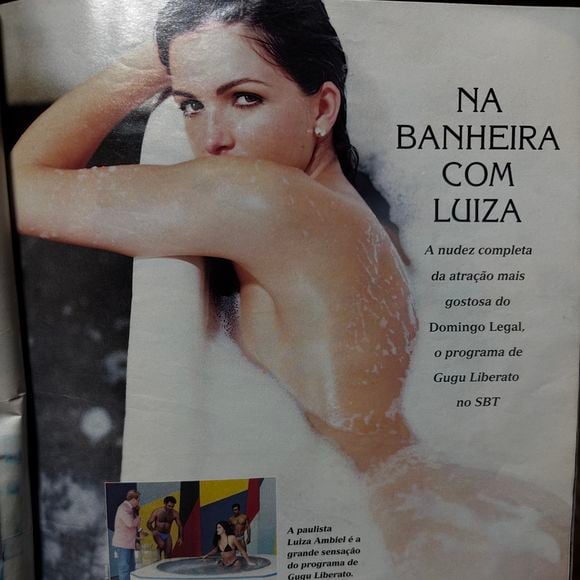 NA
BANHEIRA
COM
LUIZA
A nudez completa
da atração mais
gostosa do
Domingo Legal,
o programa de
Gugu Liberato
no SBT
A paulista
Luiza Ambiel é a
grande sensação
do programa de
Gugu Liberato.